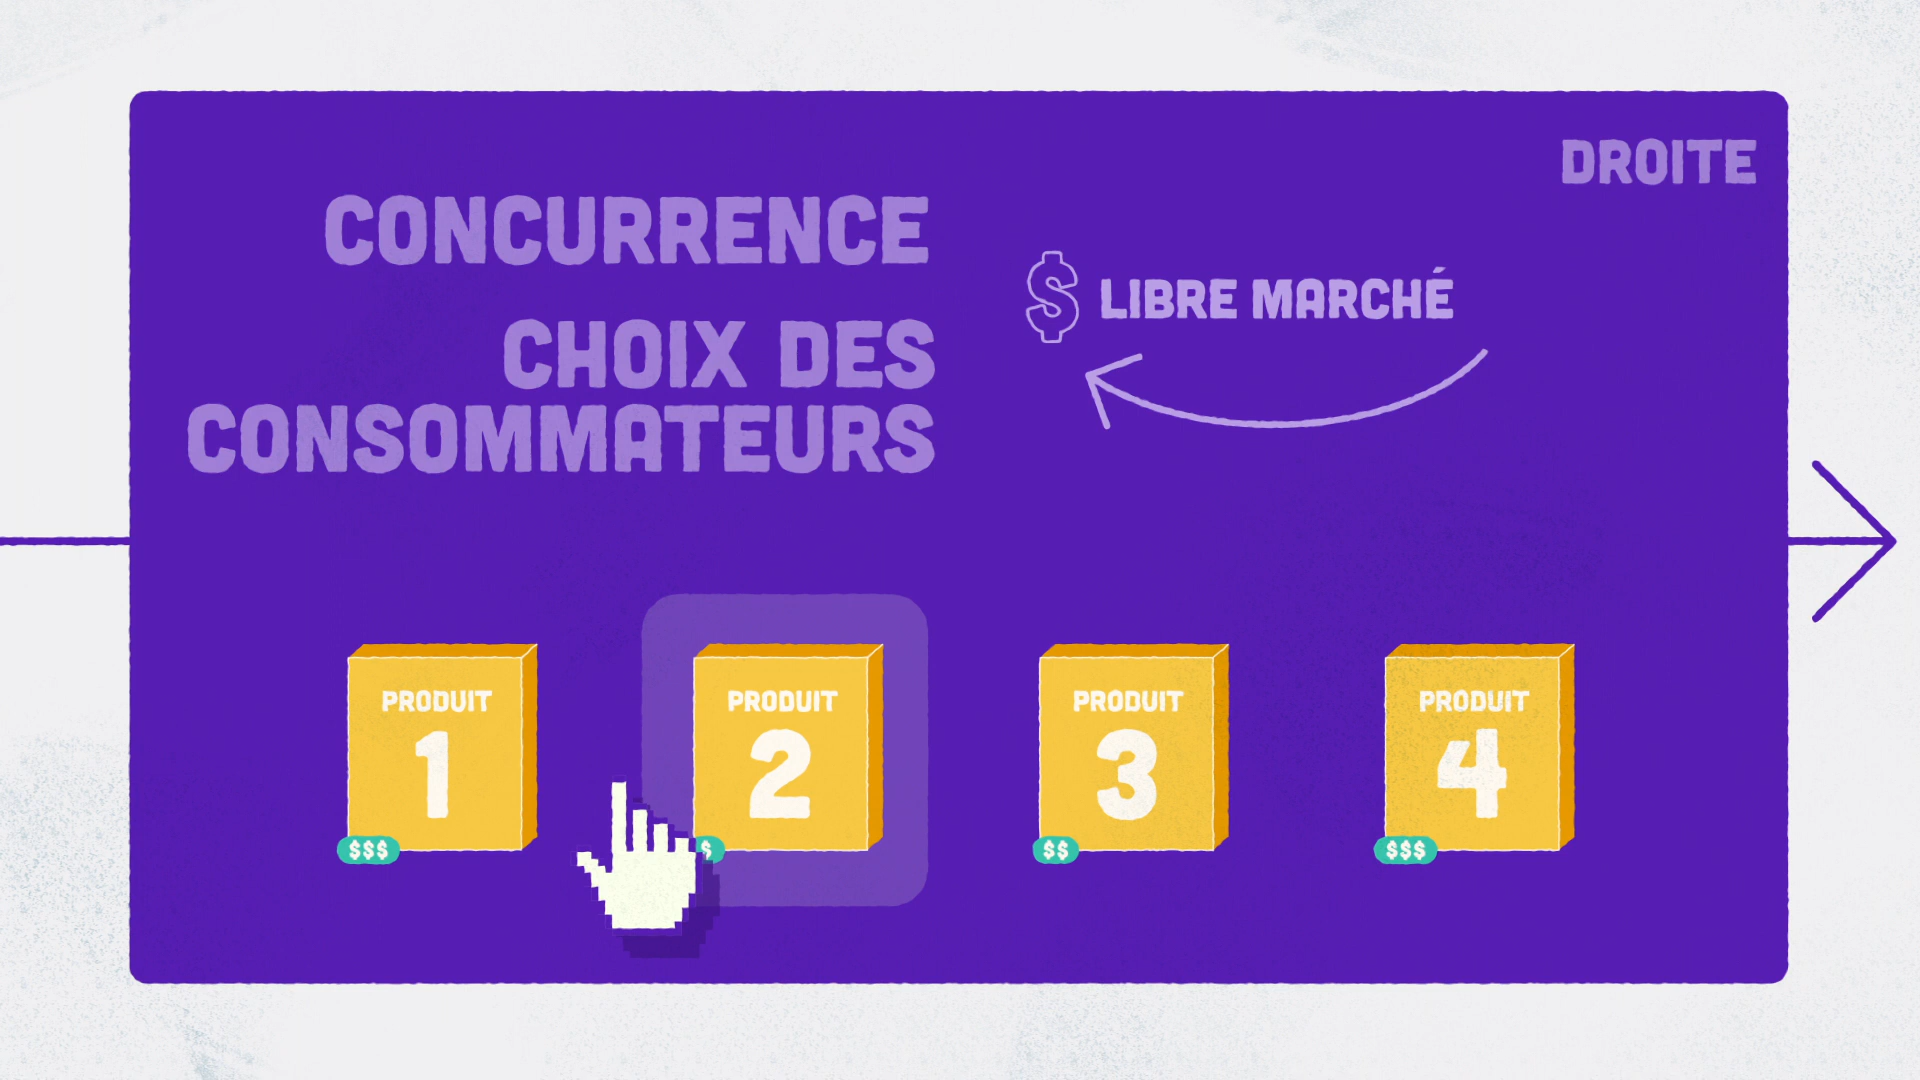 DROITE
CONCURRENCE
CHOIX DES
CONSOMMATEURS
$ LIBRE MARCHÉ
PRODUIT
1
$$$
PRODUIT
2
$
PRODUIT
3
$$
PRODUIT
4
$$$